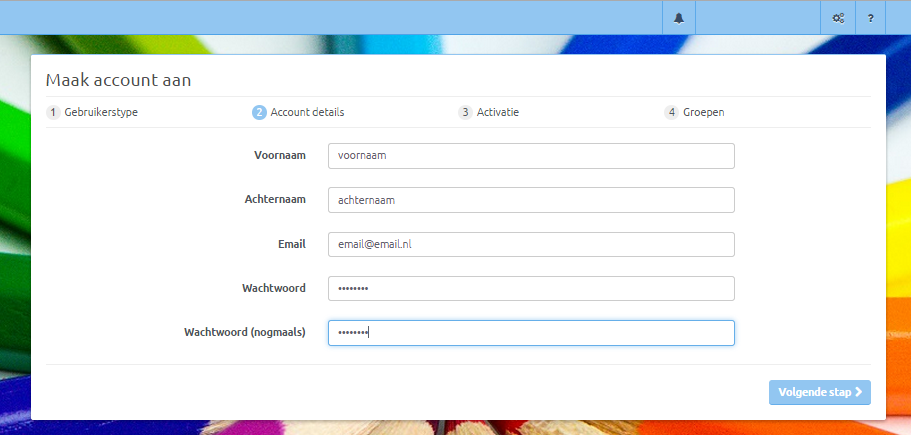 ?
Maak account aan
1 Gebruikerstype 2 Account details 3 Activatie 4 Groepen
Voornaam voornaam
Achternaam achternaam
Email email@email.nl
Wachtwoord ••••••••
Wachtwoord (nogmaals) ••••••••
Volgende stap